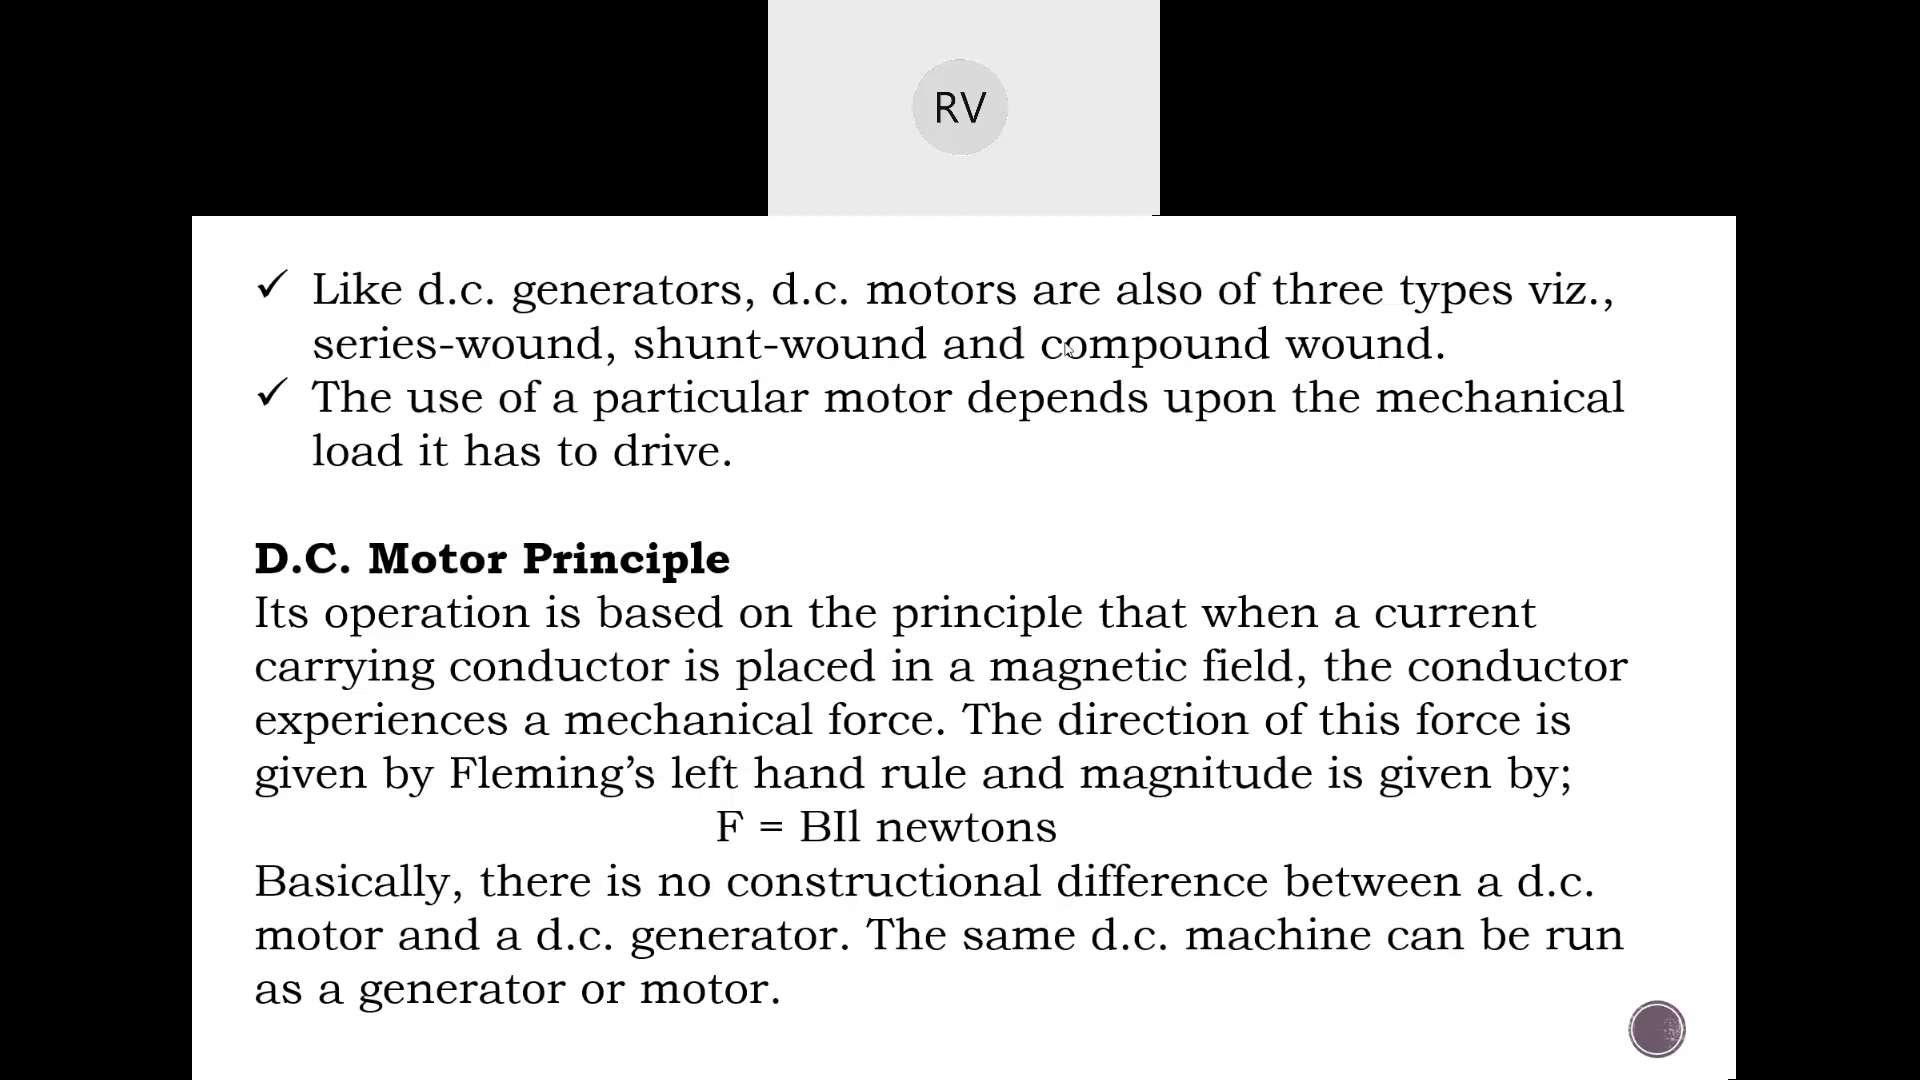 RV
✓ Like d.c. generators, d.c. motors are also of three types viz.,
series-wound, shunt-wound and compound wound.
✓ The use of a particular motor depends upon the mechanical
load it has to drive.
D.C. Motor Principle
Its operation is based on the principle that when a current
carrying conductor is placed in a magnetic field, the conductor
experiences a mechanical force. The direction of this force is
given by Fleming’s left hand rule and magnitude is given by;
F = BIl newtons
Basically, there is no constructional difference between a d.c.
motor and a d.c. generator. The same d.c. machine can be run
as a generator or motor.